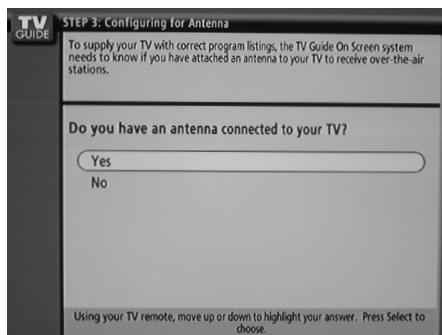 TV
GUIDE
STEP 3: Configuring for Antenna
To supply your TV with correct program listings, the TV Guide On Screen system
needs to know if you have attached an antenna to your TV to receive over-the-air
stations.
Do you have an antenna connected to your TV?
Yes
No
Using your TV remote, move up or down to highlight your answer. Press Select to
choose.